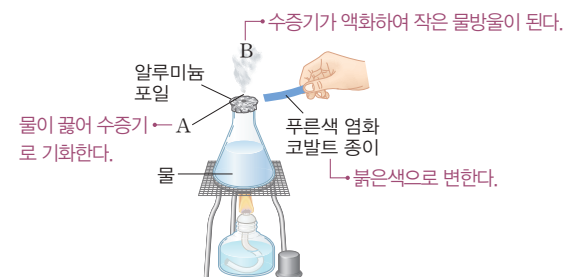 수증기가 액화하여 작은 물방울이 된다.
B
알루미늄
포일
물이 끓어 수증기
로 기화한다.
A
푸른색 염화
코발트 종이
물
붉은색으로 변한다.